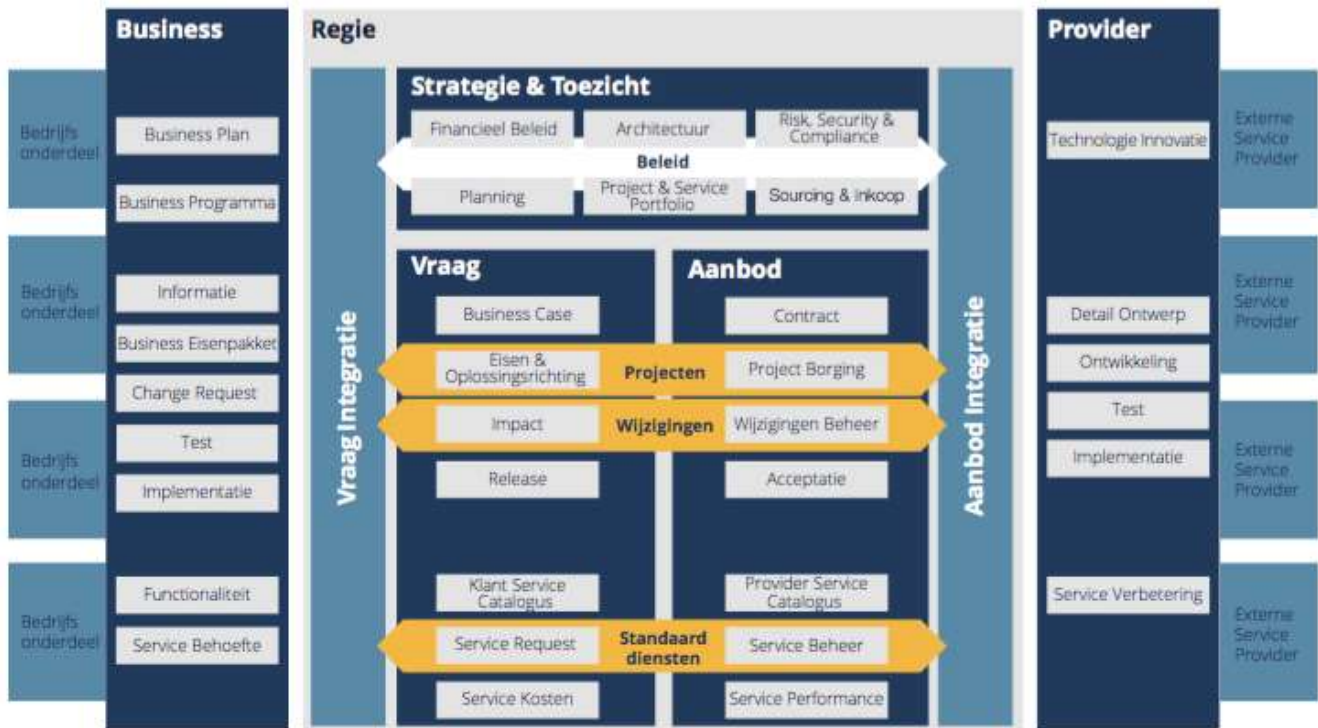 Business
Bedrijfs
onderdeel
Bedrijfs
onderdeel
Bedrijfs
onderdeel
Bedrijfs
onderdeel
Business Plan
Business Programma
Informatie
Business Eisenpakket
Change Request
Test
Implementatie
Functionaliteit
Service Behoefte
Regie
Vraag Integratie
Strategie & Toezicht
Financieel Beleid
Architectuur
Risk, Security &
Compliance
Beleid
Planning
Project & Service
Portfolio
Sourcing & Inkoop
Vraag
Aanbod
Business Case
Contract
Eisen &
Oplossingsrichting
Projecten
Project Borging
Impact
Wijzigingen
Wijzigingen Beheer
Release
Acceptatie
Klant Service
Catalogus
Provider Service
Catalogus
Service Request
Standaard
diensten
Service Beheer
Service Kosten
Service Performance
Aanbod Integratie
Provider
Technologie Innovatie
Detail Ontwerp
Ontwikkeling
Test
Implementatie
Service Verbetering
Externe
Service
Provider
Externe
Service
Provider
Externe
Service
Provider
Externe
Service
Provider